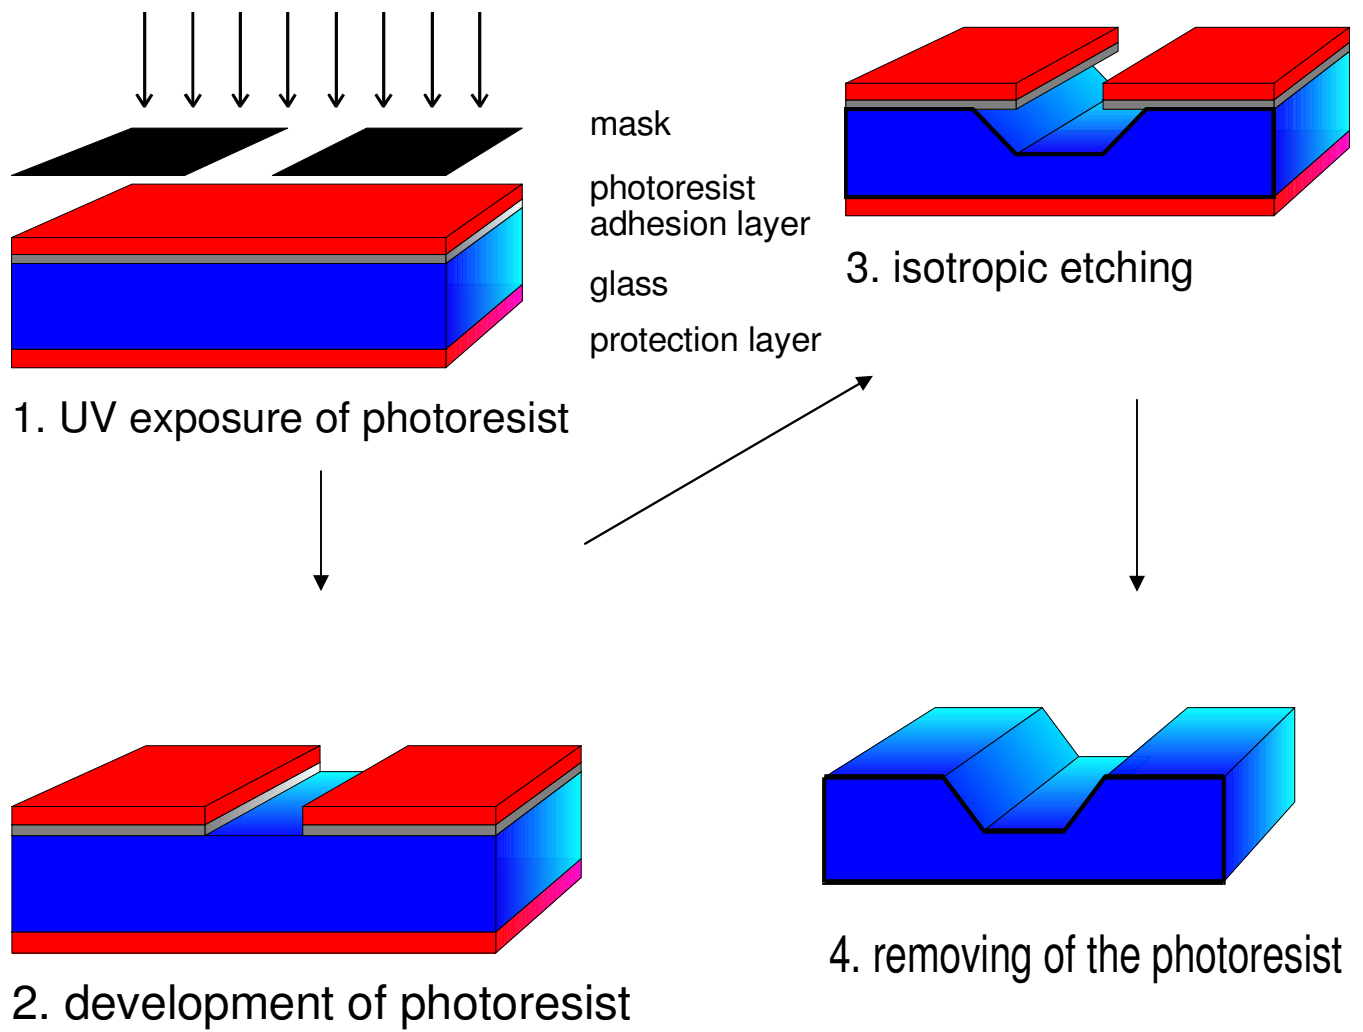 mask
photoresist
adhesion layer
glass
protection layer
1. UV exposure of photoresist
2. development of photoresist
3. isotropic etching
4. removing of the photoresist